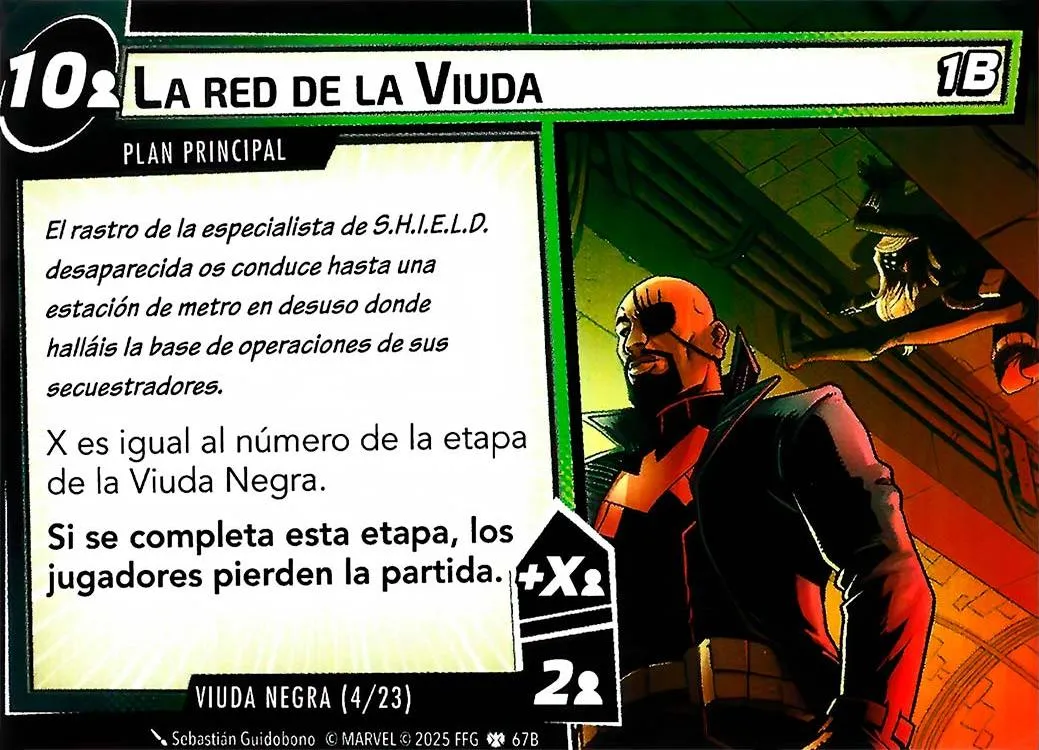 10
LA RED DE LA VIUDA
1B
PLAN PRINCIPAL
El rastro de la especialista de S.H.I.E.L.D.
desaparecida os conduce hasta una
estación de metro en desuso donde
halláis la base de operaciones de sus
secuestradores.
X es igual al número de la etapa
de la Viuda Negra.
Si se completa esta etapa, los
jugadores pierden la partida.
+X
2
VIUDA NEGRA (4/23)
Sebastián Guidobono © MARVEL © 2025 FFG 67B